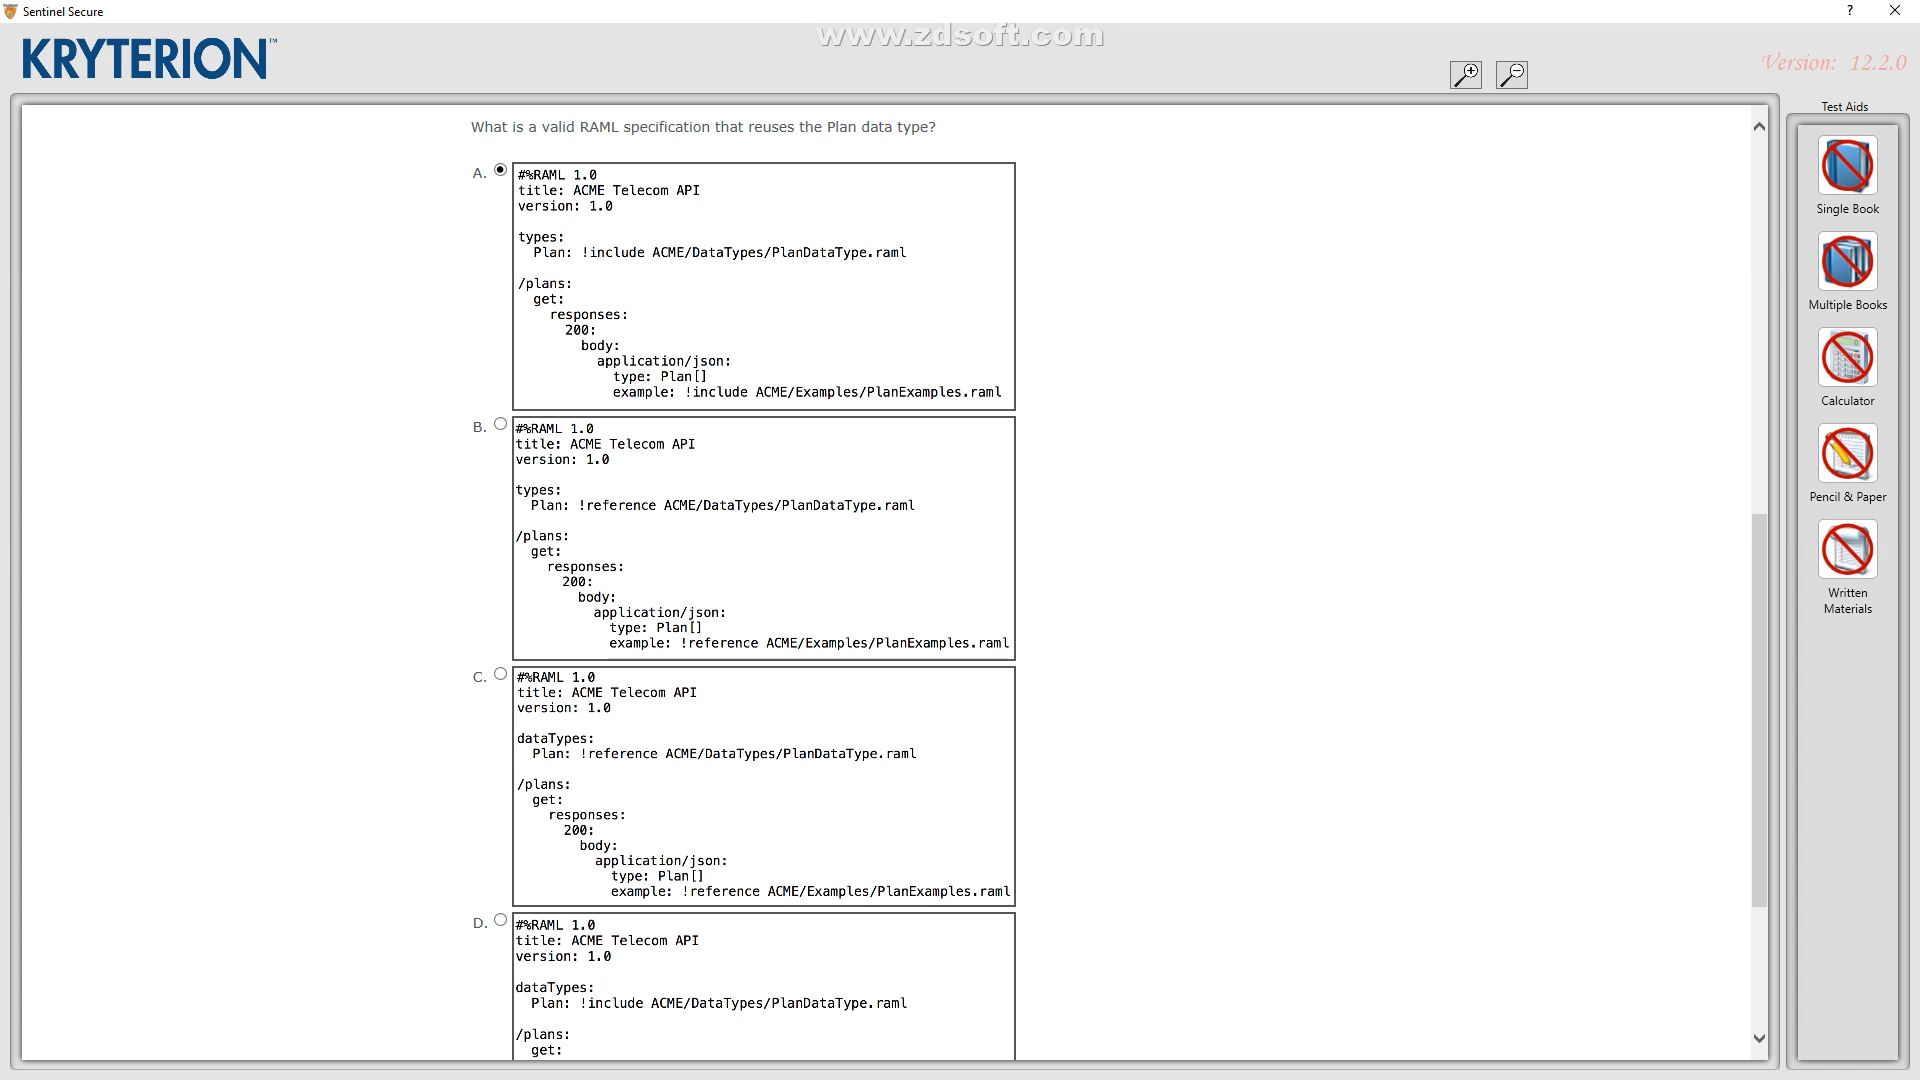 Sentinel Secure
?
www.zdsoft.com
KRYTERION™
Version: 12.2.0
Test Aids
What is a valid RAML specification that reuses the Plan data type?
A.
#%RAML 1.0
title: ACME Telecom API
version: 1.0
types:
Plan: !include ACME/DataTypes/PlanDataType.raml
/plans:
get:
responses:
200:
body:
application/json:
type: Plan[]
example: !include ACME/Examples/PlanExamples.raml
B.
#%RAML 1.0
title: ACME Telecom API
version: 1.0
types:
Plan: !reference ACME/DataTypes/PlanDataType.raml
/plans:
get:
responses:
200:
body:
application/json:
type: Plan[]
example: !reference ACME/Examples/PlanExamples.raml
C.
#%RAML 1.0
title: ACME Telecom API
version: 1.0
dataTypes:
Plan: !reference ACME/DataTypes/PlanDataType.raml
/plans:
get:
responses:
200:
body:
application/json:
type: Plan[]
example: !reference ACME/Examples/PlanExamples.raml
D.
#%RAML 1.0
title: ACME Telecom API
version: 1.0
dataTypes:
Plan: !include ACME/DataTypes/PlanDataType.raml
/plans:
get:
Single Book
Multiple Books
Calculator
Pencil & Paper
Written
Materials